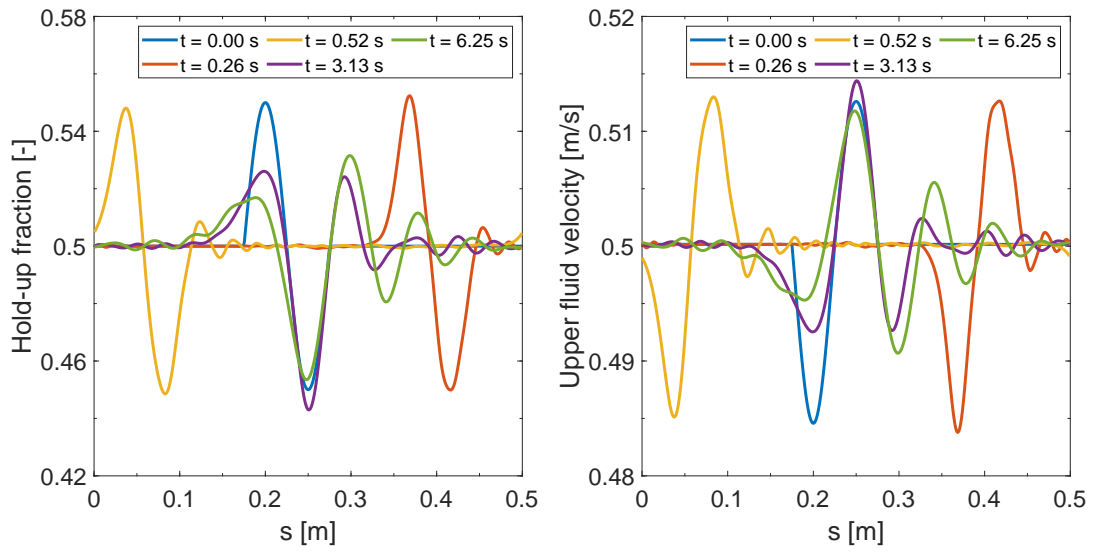 0.58
t = 0.00 s
t = 0.52 s
t = 6.25 s
t = 0.26 s
t = 3.13 s
0.54
0.5
0.46
0.42
Hold-up fraction [-]
0 0.1 0.2 0.3 0.4 0.5
s [m]
0.52
t = 0.00 s
t = 0.52 s
t = 6.25 s
t = 0.26 s
t = 3.13 s
0.51
0.5
0.49
0.48
Upper fluid velocity [m/s]
0 0.1 0.2 0.3 0.4 0.5
s [m]